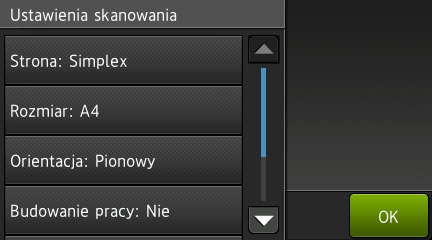 Ustawienia skanowania
Strona: Simplex
Rozmiar: A4
Orientacja: Pionowy
Budowanie pracy: Nie
OK